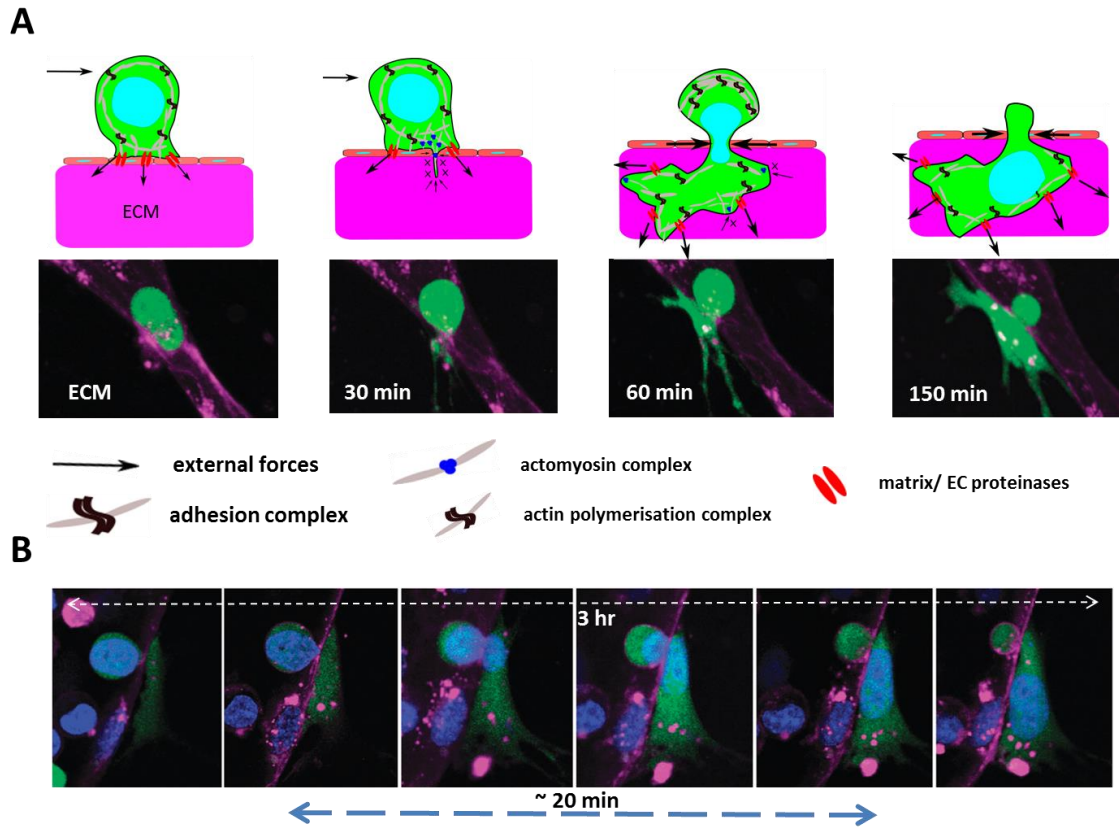 A
ECM
ECM
30 min
60 min
150 min
external forces
actomyosin complex
matrix/ EC proteinases
adhesion complex
actin polymerisation complex
B
3 hr
~ 20 min